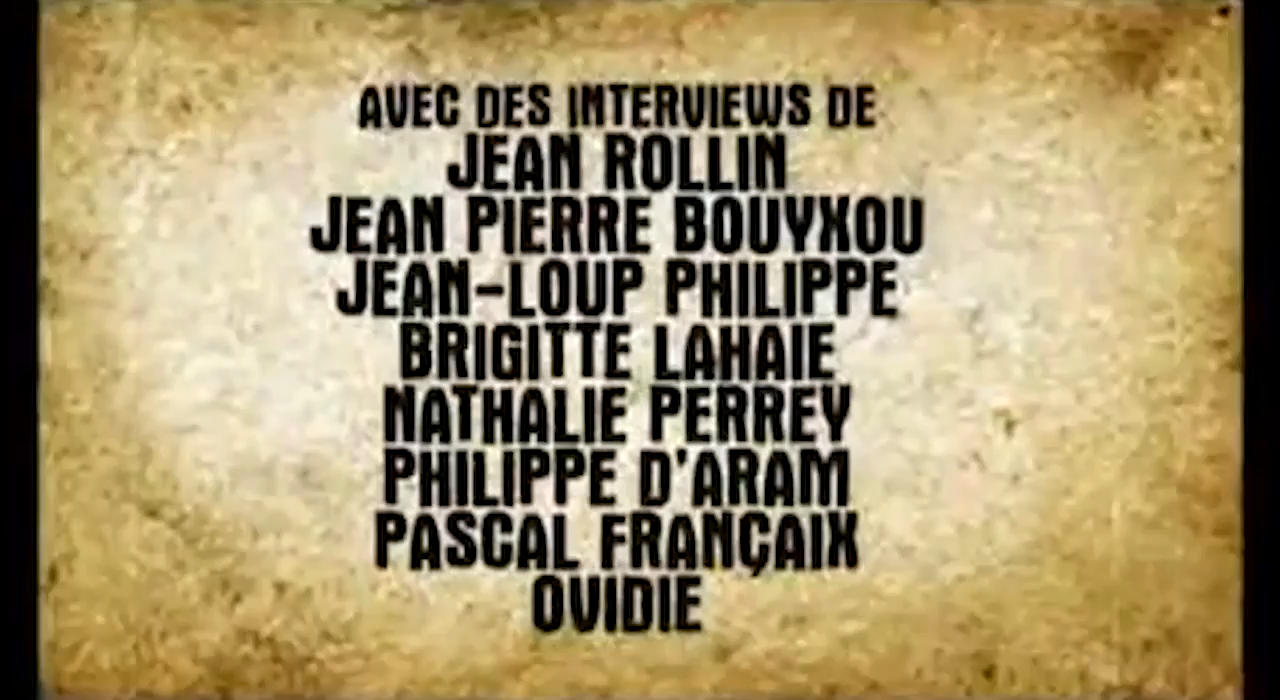 AVEC DES INTERVIEWS DE
JEAN ROLLIN
JEAN PIERRE BOUYXOU
JEAN-LOUP PHILIPPE
BRIGITTE LAHAIE
NATHALIE PERREY
PHILIPPE D'ARAM
PASCAL FRANÇAIX
OVIDIE